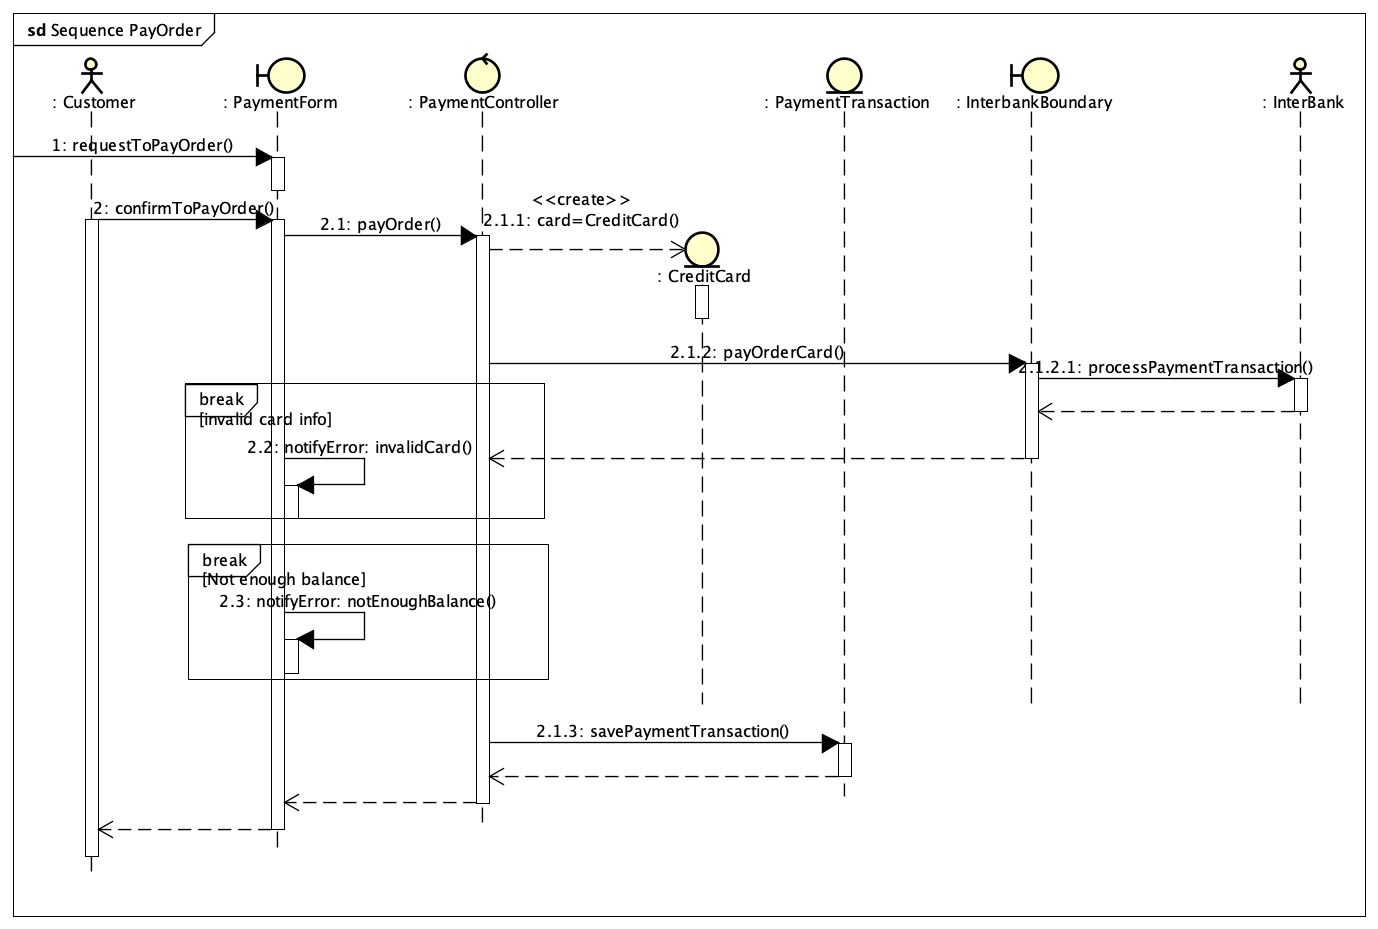 sd Sequence PayOrder
: Customer
: PaymentForm
: PaymentController
: PaymentTransaction
: InterbankBoundary
: InterBank
1: requestToPayOrder()
2: confirmToPayOrder()
2.1: payOrder()
<<create>>
2.1.1: card=CreditCard()
: CreditCard
2.1.2: payOrderCard()
2.1.2.1: processPaymentTransaction()
break
[invalid card info]
2.2: notifyError: invalidCard()
break
[Not enough balance]
2.3: notifyError: notEnoughBalance()
2.1.3: savePaymentTransaction()